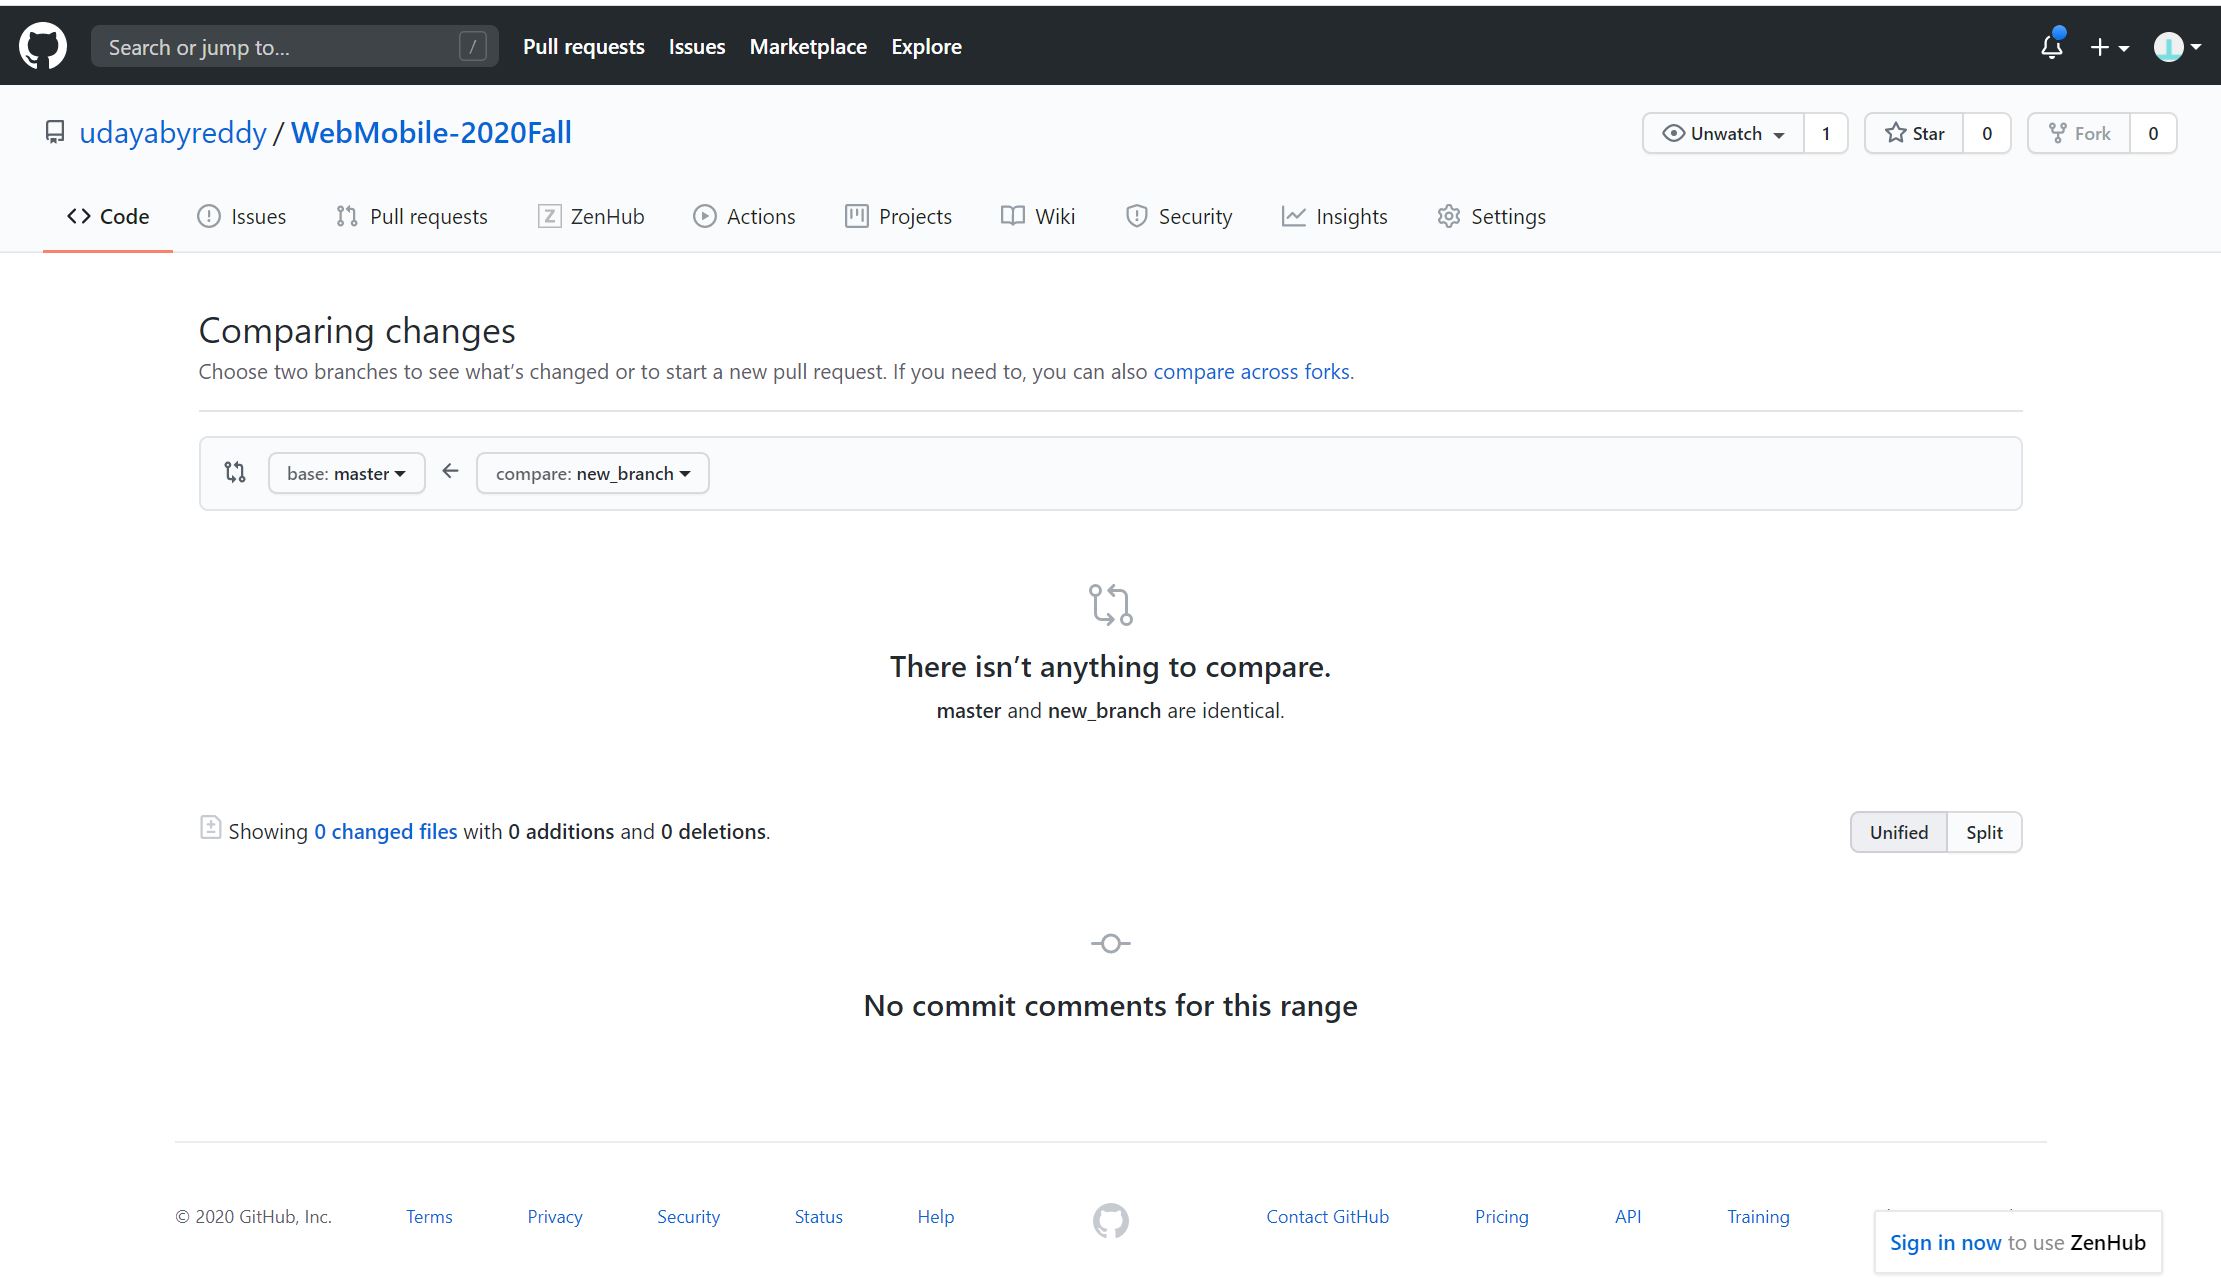 Search or jump to... /
Pull requests Issues Marketplace Explore
udayabyreddy / WebMobile-2020Fall
Unwatch 1 Star 0 Fork 0
Code Issues Pull requests Z ZenHub Actions Projects Wiki Security Insights Settings
Comparing changes
Choose two branches to see what's changed or to start a new pull request. If you need to, you can also compare across forks.
base: master compare: new_branch
There isn’t anything to compare.
master and new_branch are identical.
Showing 0 changed files with 0 additions and 0 deletions.
Unified Split
No commit comments for this range
© 2020 GitHub, Inc. Terms Privacy Security Status Help Contact GitHub Pricing API Training
Sign in now to use ZenHub